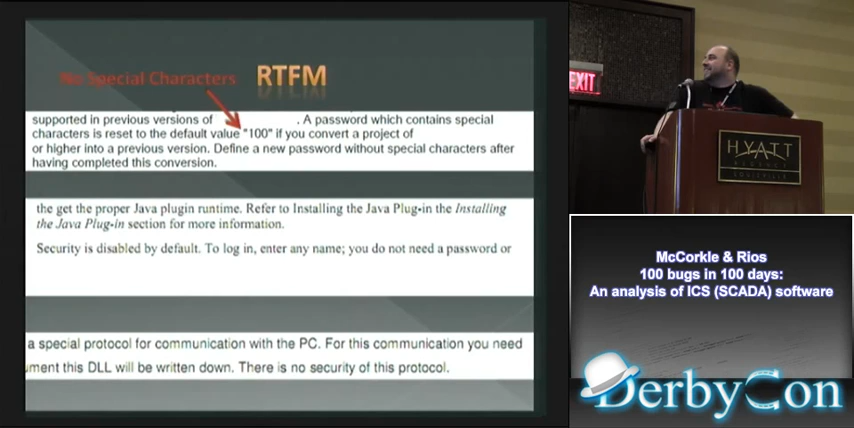 No Special Characters RTFM
supported in previous versions of . A password which contains special
characters is reset to the default value "100" if you convert a project of
or higher into a previous version. Define a new password without special characters after
having completed this conversion.
the get the proper Java plugin runtime. Refer to Installing the Java Plug-in the Installing
the Java Plug-in section for more information.
Security is disabled by default. To log in, enter any name; you do not need a password or
a special protocol for communication with the PC. For this communication you need
ument this DLL will be written down. There is no security of this protocol.
EXIT
HYATT
REGENCY
LOUISVILLE
McCorkle & Rios
100 bugs in 100 days:
An analysis of ICS (SCADA) software
DerbyCon